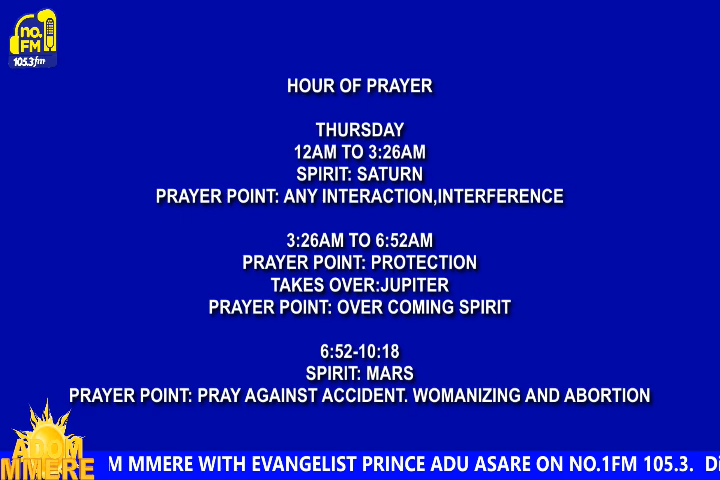 no.
FM
105.3fm
HOUR OF PRAYER
THURSDAY
12AM TO 3:26AM
SPIRIT: SATURN
PRAYER POINT: ANY INTERACTION,INTERFERENCE
3:26AM TO 6:52AM
PRAYER POINT: PROTECTION
TAKES OVER:JUPITER
PRAYER POINT: OVER COMING SPIRIT
6:52-10:18
SPIRIT: MARS
PRAYER POINT: PRAY AGAINST ACCIDENT. WOMANIZING AND ABORTION
ADOM
MMERE
M MMERE WITH EVANGELIST PRINCE ADU ASARE ON NO.1FM 105.3. Di